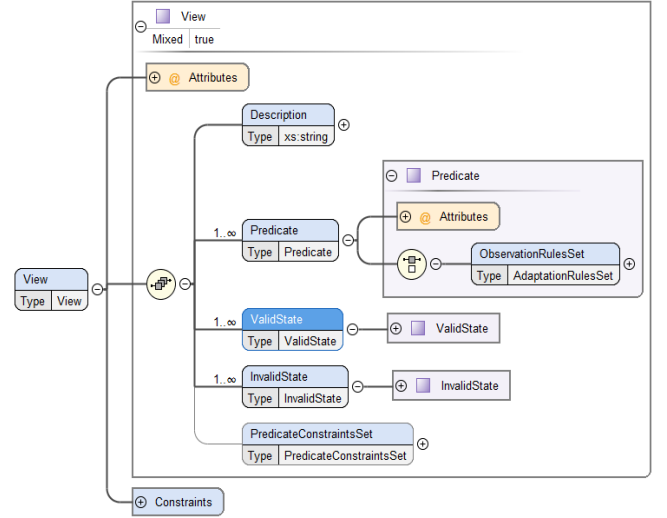 View
Mixed true
@ Attributes
Description
Type xs:string
Predicate
@ Attributes
1..∞ Predicate
Type Predicate
ObservationRulesSet
Type AdaptationRulesSet
View
Type View
1..∞ ValidState
Type ValidState
ValidState
1..∞ InvalidState
Type InvalidState
InvalidState
PredicateConstraintsSet
Type PredicateConstraintsSet
Constraints